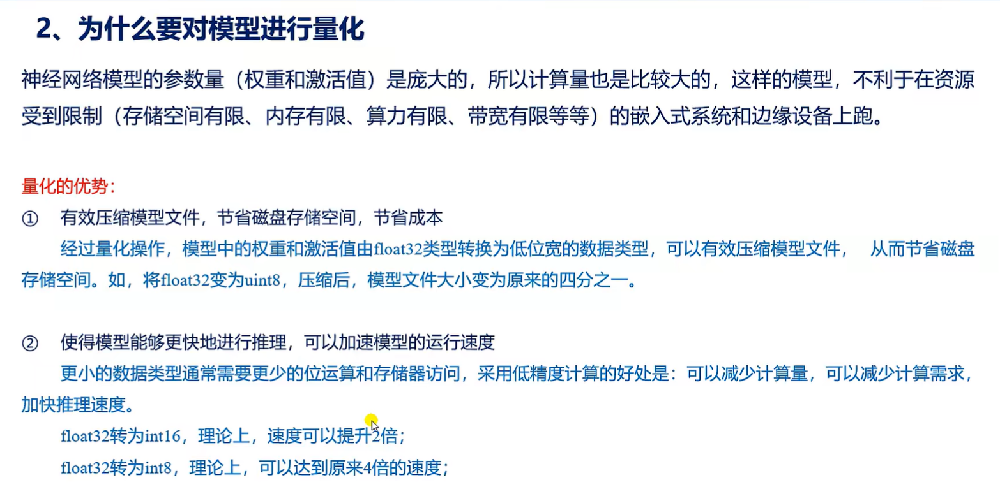 2、为什么要对模型进行量化
神经网络模型的参数量（权重和激活值）是庞大的，所以计算量也是比较大的，这样的模型，不利于在资源
受到限制（存储空间有限、内存有限、算力有限、带宽有限等等）的嵌入式系统和边缘设备上跑。
量化的优势：
① 有效压缩模型文件，节省磁盘存储空间，节省成本
经过量化操作，模型中的权重和激活值由float32类型转换为低位宽的数据类型，可以有效压缩模型文件， 从而节省磁盘
存储空间。如，将float32变为uint8，压缩后，模型文件大小变为原来的四分之一。
② 使得模型能够更快地进行推理，可以加速模型的运行速度
更小的数据类型通常需要更少的位运算和存储器访问，采用低精度计算的好处是：可以减少计算量，可以减少计算需求，
加快推理速度。
float32转为int16，理论上，速度可以提升2倍；
float32转为int8，理论上，可以达到原来4倍的速度；